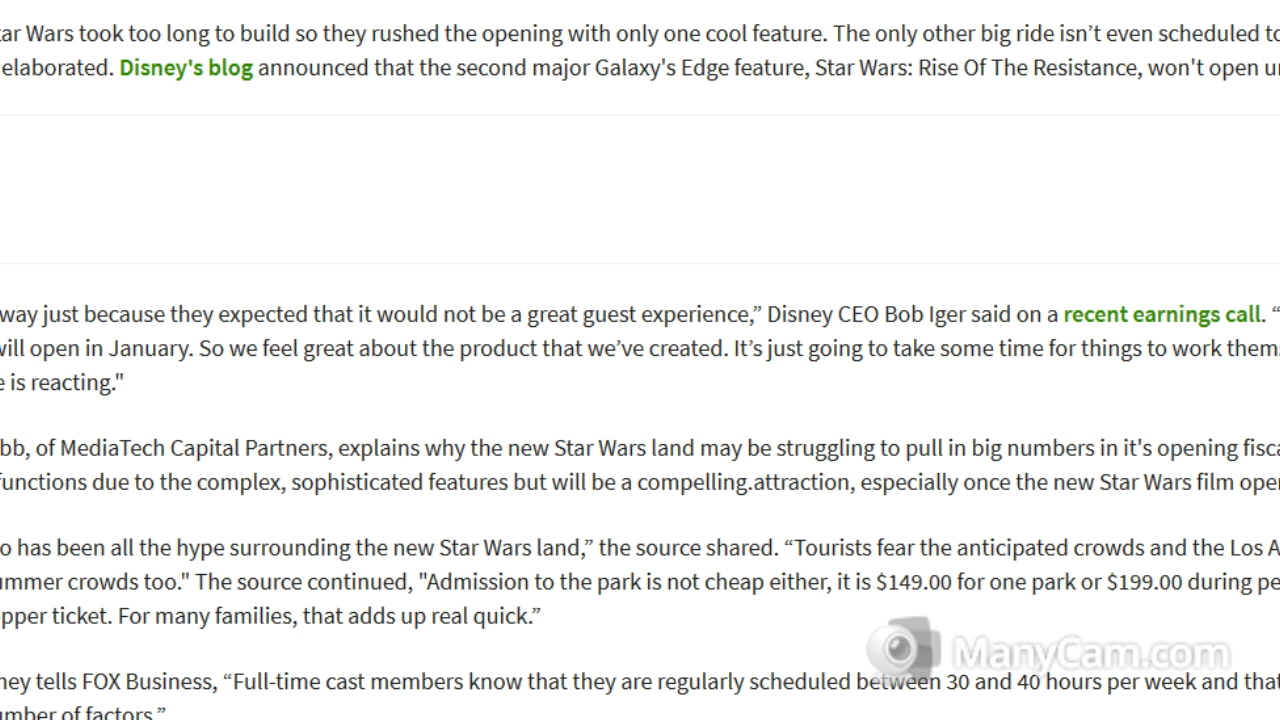 tar Wars took too long to build so they rushed the opening with only one cool feature. The only other big ride isn’t even scheduled to
elaborated. Disney's blog announced that the second major Galaxy's Edge feature, Star Wars: Rise Of The Resistance, won't open un
way just because they expected that it would not be a great guest experience,” Disney CEO Bob Iger said on a recent earnings call. “
will open in January. So we feel great about the product that we’ve created. It’s just going to take some time for things to work thems
e is reacting."
bb, of MediaTech Capital Partners, explains why the new Star Wars land may be struggling to pull in big numbers in it's opening fisca
functions due to the complex, sophisticated features but will be a compelling.attraction, especially once the new Star Wars film open
o has been all the hype surrounding the new Star Wars land,” the source shared. “Tourists fear the anticipated crowds and the Los A
ummer crowds too." The source continued, "Admission to the park is not cheap either, it is $149.00 for one park or $199.00 during pe
pper ticket. For many families, that adds up real quick.”
ManyCam.com
ney tells FOX Business, “Full-time cast members know that they are regularly scheduled between 30 and 40 hours per week and that
umber of factors.”